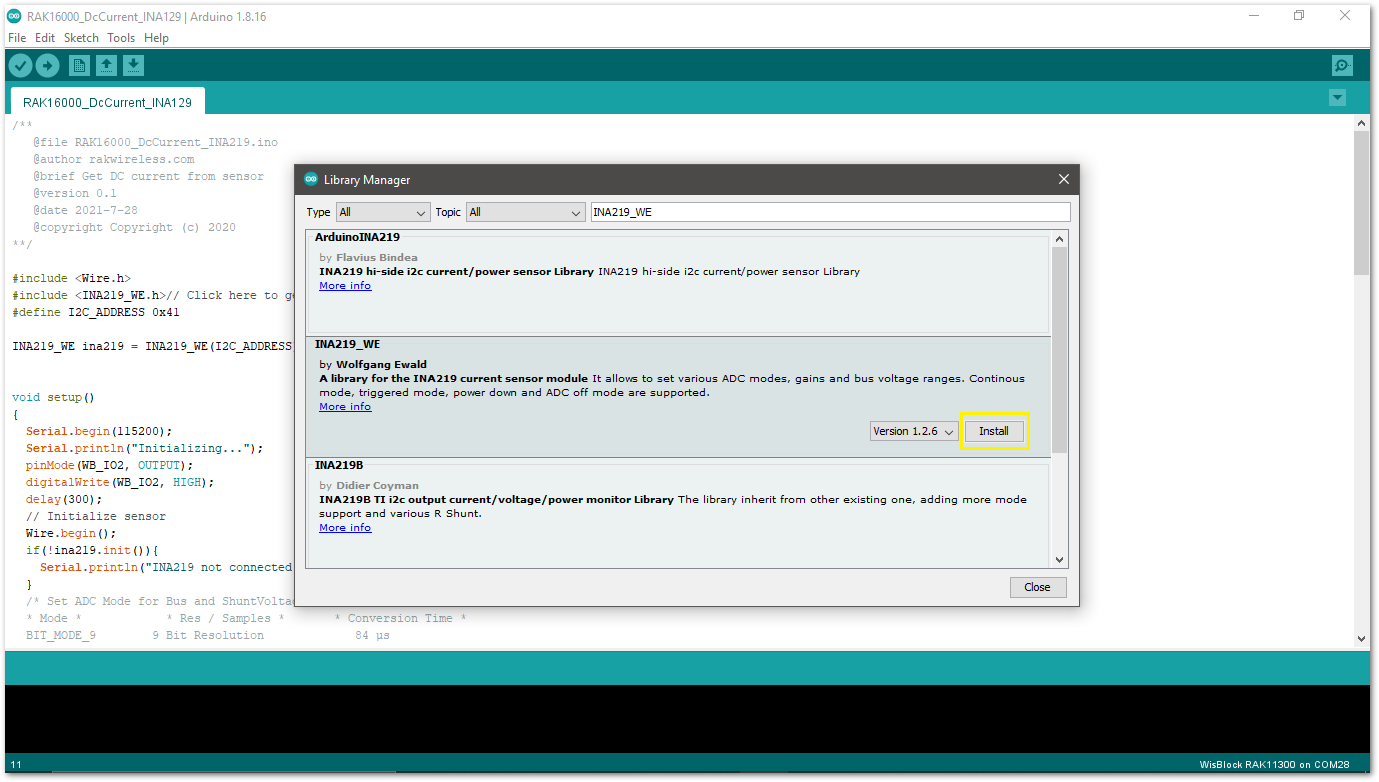 RAK16000_DcCurrent_INA129 | Arduino 1.8.16
File Edit Sketch Tools Help
RAK16000_DcCurrent_INA129
/**
@file RAK16000_DcCurrent_INA219.ino
@author rakwireless.com
@brief Get DC current from sensor
@version 0.1
@date 2021-7-28
@copyright Copyright (c) 2020
**/
#include <Wire.h>
#include <INA219_WE.h>// Click here to ge
#define I2C_ADDRESS 0x41
INA219_WE ina219 = INA219_WE(I2C_ADDRESS
void setup()
{
Serial.begin(115200);
Serial.println("Initializing...");
pinMode(WB_IO2, OUTPUT);
digitalWrite(WB_IO2, HIGH);
delay(300);
// Initialize sensor
Wire.begin();
if(!ina219.init()){
Serial.println("INA219 not connected
}
/* Set ADC Mode for Bus and ShuntVolta
* Mode * * Res / Samples * * Conversion Time *
BIT_MODE_9 9 Bit Resolution 84 µs
Library Manager
Type All Topic All INA219_WE
ArduinoINA219
by Flavius Bindea
INA219 hi-side i2c current/power sensor Library INA219 hi-side i2c current/power sensor Library
More info
INA219_WE
by Wolfgang Ewald
A library for the INA219 current sensor module It allows to set various ADC modes, gains and bus voltage ranges. Continous
mode, triggered mode, power down and ADC off mode are supported.
More info
Version 1.2.6 Install
INA219B
by Didier Coyman
INA219B TI i2c output current/voltage/power monitor Library The library inherit from other existing one, adding more mode
support and various R Shunt.
More info
Close
11 WisBlock RAK11300 on COM28